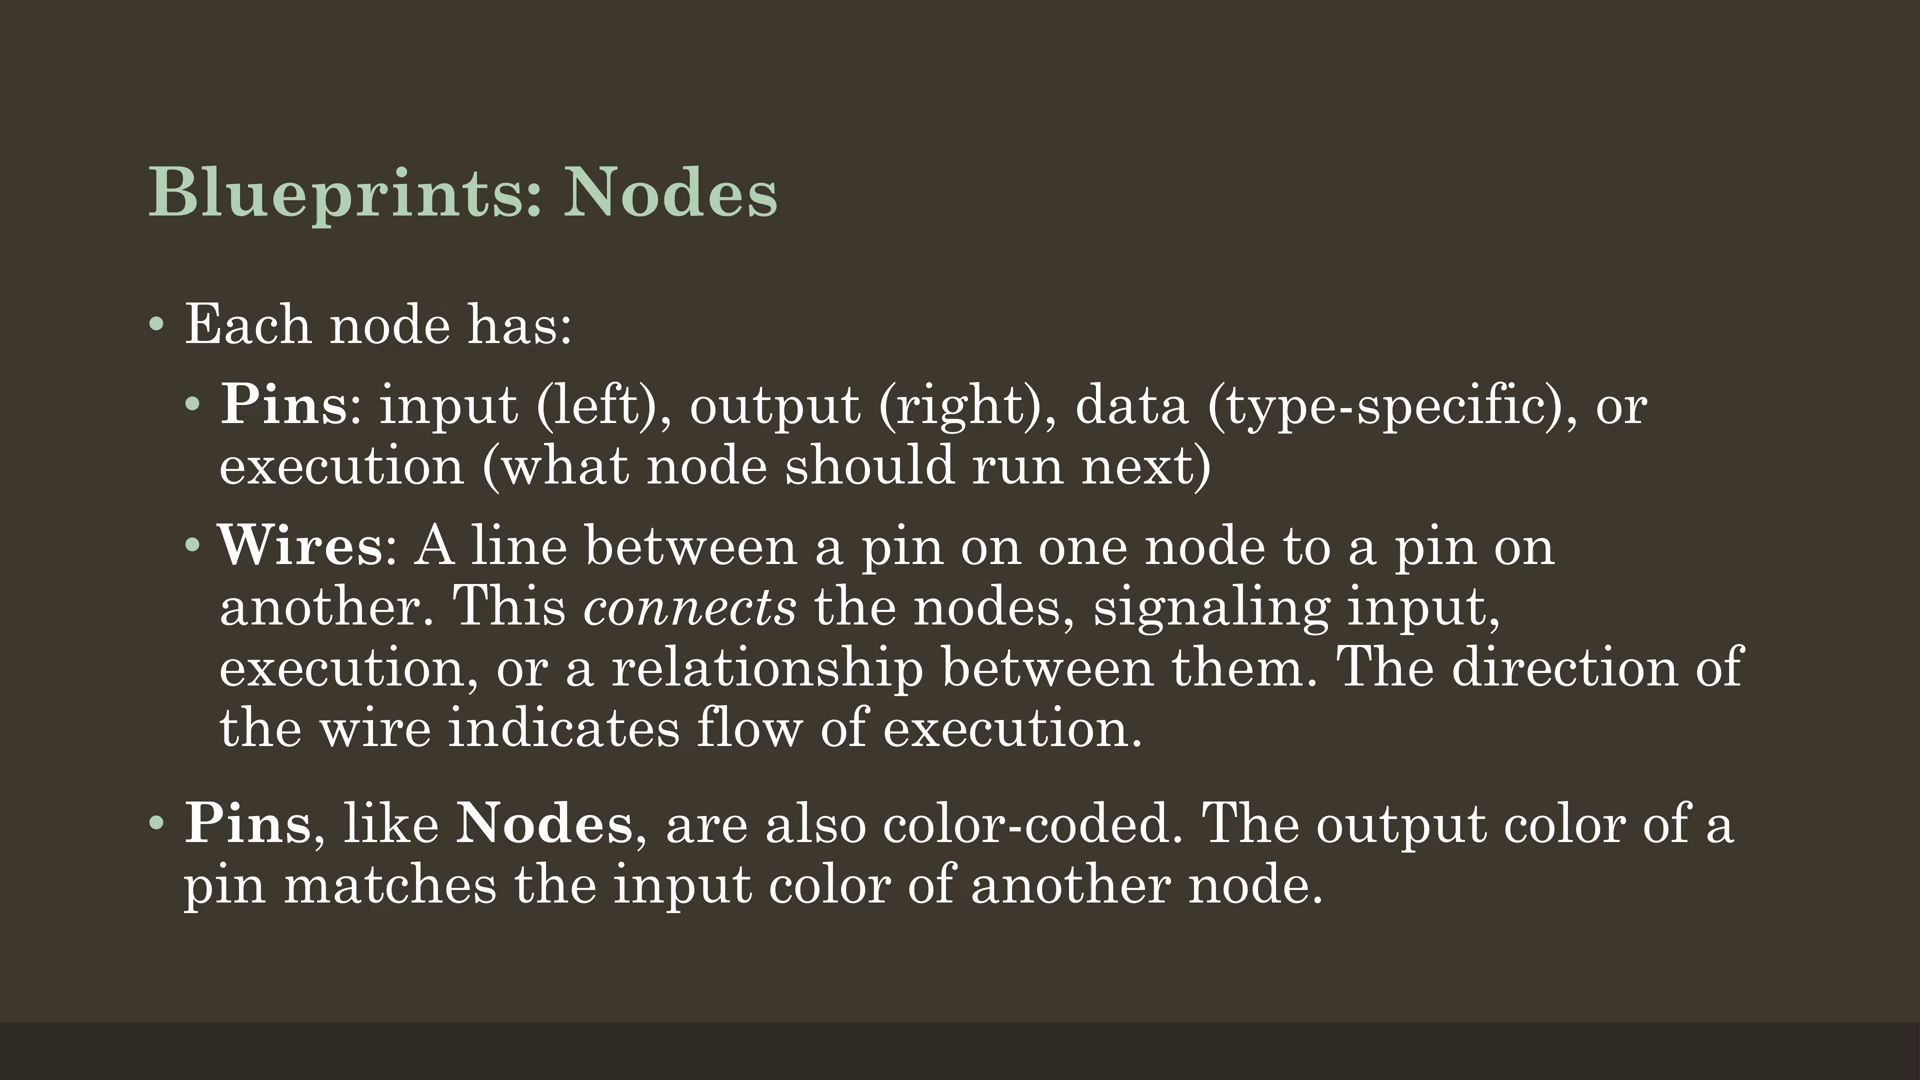 Blueprints: Nodes
• Each node has:
• Pins: input (left), output (right), data (type-specific), or
execution (what node should run next)
• Wires: A line between a pin on one node to a pin on
another. This connects the nodes, signaling input,
execution, or a relationship between them. The direction of
the wire indicates flow of execution.
• Pins, like Nodes, are also color-coded. The output color of a
pin matches the input color of another node.